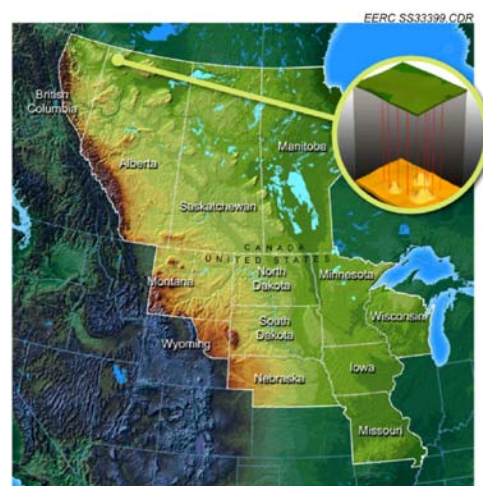 EERC SS33399.CDR
British
Columbia
Alberta
Manitoba
Saskatchewan
CANADA
UNITED STATES
Montana
North
Dakota
Minnesota
South
Dakota
Wisconsin
Wyoming
Nebraska
Iowa
Missouri